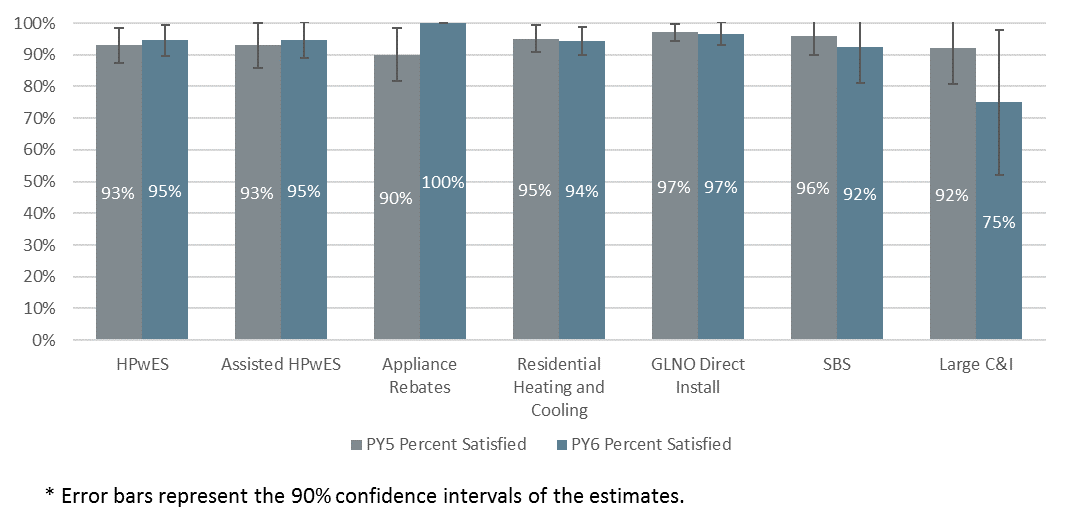 100%
90%
80%
70%
60%
50%
40%
30%
20%
10%
0%
93%
95%
93%
95%
90%
100%
95%
94%
97%
97%
96%
92%
92%
75%
HPwES
Assisted HPwES
Appliance
Rebates
Residential
Heating and
Cooling
GLNO Direct
Install
SBS
Large C&I
PY5 Percent Satisfied
PY6 Percent Satisfied
* Error bars represent the 90% confidence intervals of the estimates.